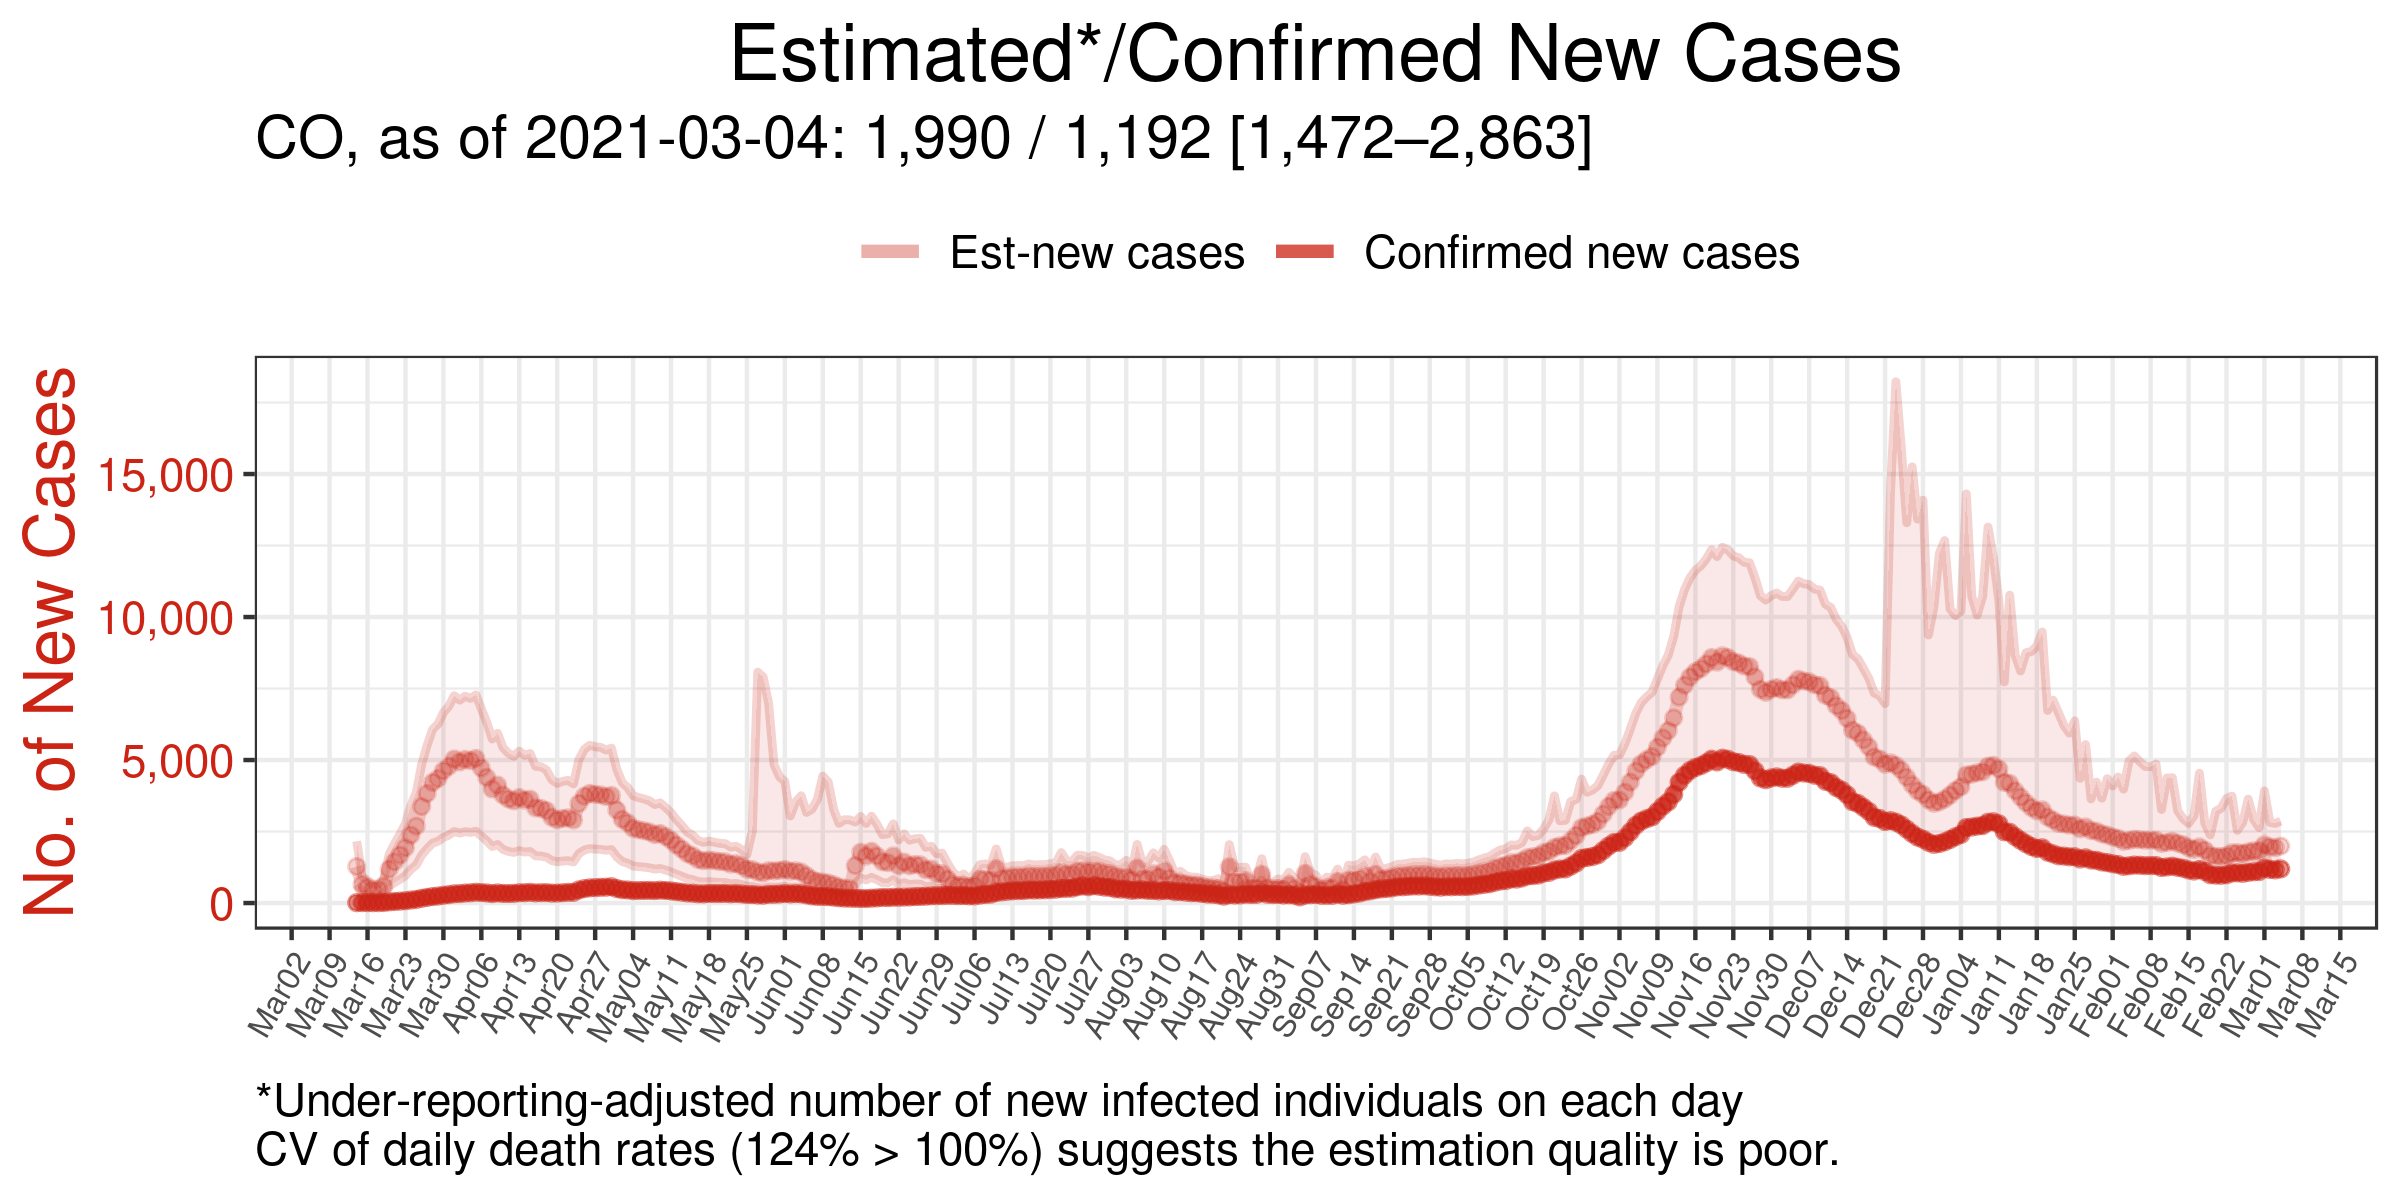 Estimated*/Confirmed New Cases
CO, as of 2021-03-04: 1,990 / 1,192 [1,472–2,863]
Est-new cases
Confirmed new cases
No. of New Cases
15,000
10,000
5,000
0
Mar02
Mar09
Mar16
Mar23
Mar30
Apr06
Apr13
Apr20
Apr27
May04
May11
May18
May25
Jun01
Jun08
Jun15
Jun22
Jun29
Jul06
Jul13
Jul20
Jul27
Aug03
Aug10
Aug17
Aug24
Aug31
Sep07
Sep14
Sep21
Sep28
Oct05
Oct12
Oct19
Oct26
Nov02
Nov09
Nov16
Nov23
Nov30
Dec07
Dec14
Dec21
Dec28
Jan04
Jan11
Jan18
Jan25
Feb01
Feb08
Feb15
Feb22
Mar01
Mar08
Mar15
*Under-reporting-adjusted number of new infected individuals on each day
CV of daily death rates (124% > 100%) suggests the estimation quality is poor.